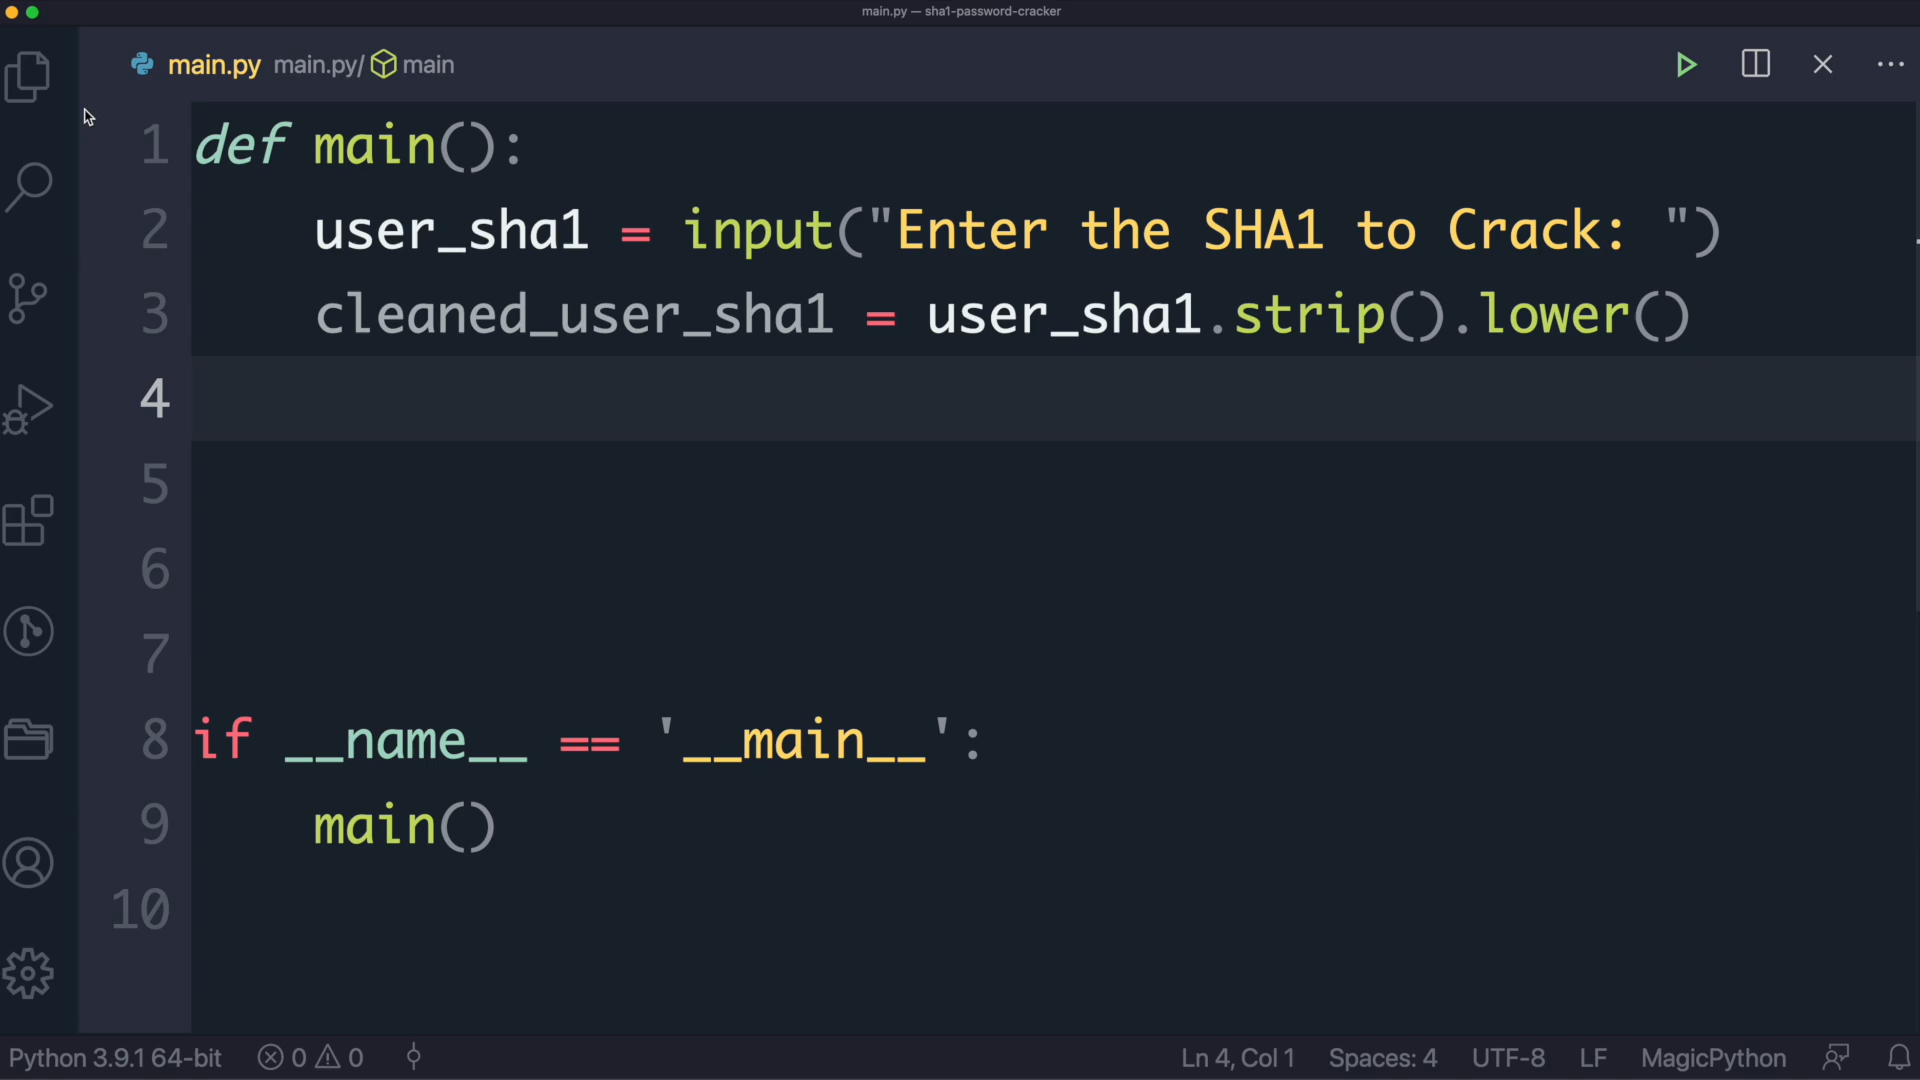 main.py — sha1-password-cracker
main.py main.py/ main
1 def main():
2 user_sha1 = input("Enter the SHA1 to Crack: ")
3 cleaned_user_sha1 = user_sha1.strip().lower()
4
5
6
7
8 if __name__ == '__main__':
9 main()
10
Python 3.9.1 64-bit 0 0 Ln 4, Col 1 Spaces: 4 UTF-8 LF MagicPython